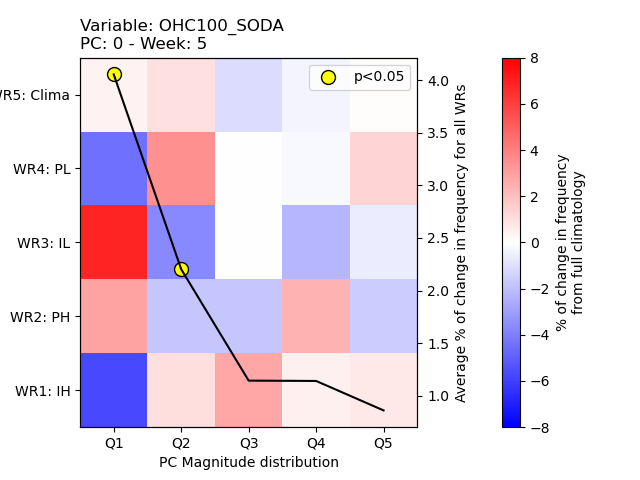 Variable: OHC100_SODA
PC: 0 - Week: 5
p<0.05
WR5: Clima
WR4: PL
WR3: IL
WR2: PH
WR1: IH
Q1 Q2 Q3 Q4 Q5
PC Magnitude distribution
4.0
3.5
3.0
2.5
2.0
1.5
1.0
Average % of change in frequency for all WRs
8
6
4
2
0
−2
−4
−6
−8
% of change in frequency
from full climatology